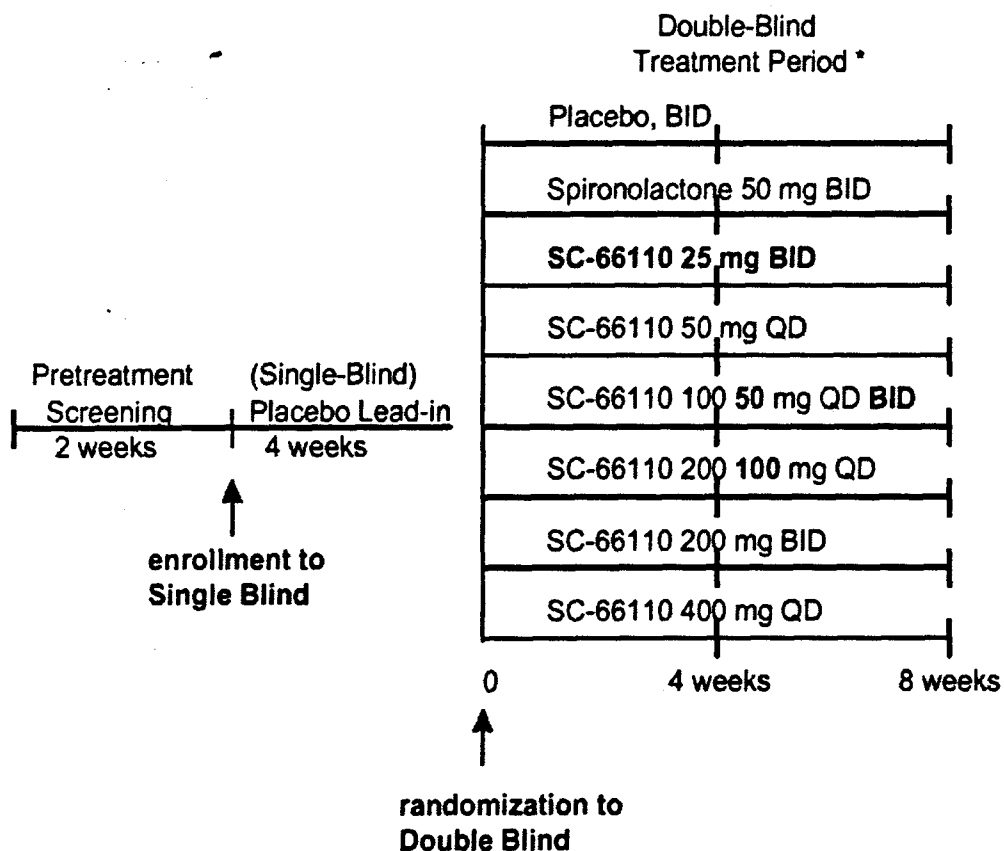 Double-Blind
Treatment Period *
Placebo, BID
Spironolactone 50 mg BID
SC-66110 25 mg BID
SC-66110 50 mg QD
SC-66110 100 50 mg QD BID
SC-66110 200 100 mg QD
SC-66110 200 mg BID
SC-66110 400 mg QD
0 4 weeks 8 weeks
Pretreatment
Screening
2 weeks
(Single-Blind)
Placebo Lead-in
4 weeks
enrollment to
Single Blind
randomization to
Double Blind